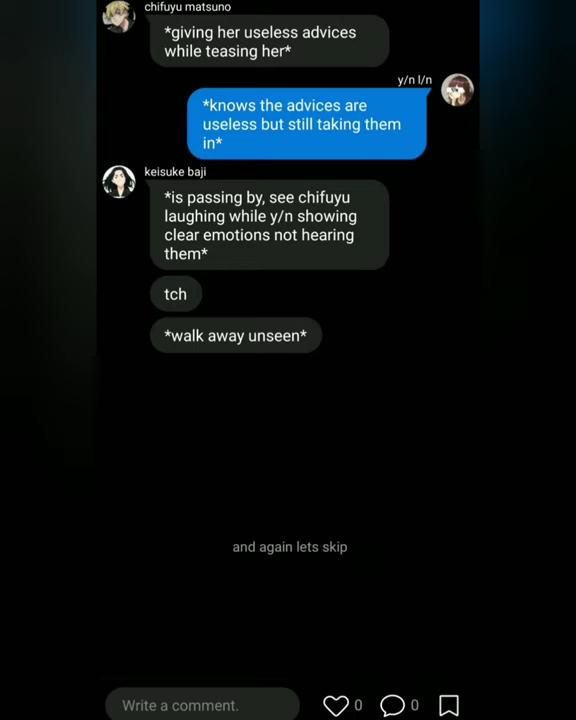 chifuyu matsuno
*giving her useless advices
while teasing her*
y/n l/n
*knows the advices are
useless but still taking them
in*
keisuke baji
*is passing by, see chifuyu
laughing while y/n showing
clear emotions not hearing
them*
tch
*walk away unseen*
and again lets skip
Write a comment.
0
0